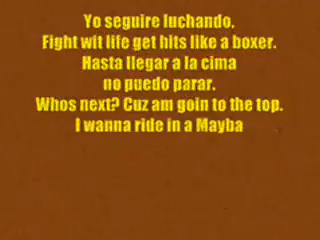 Yo seguire luchando.
Fight wit life get hits like a boxer.
Hasta llegar a la cima
no puedo parar.
Whos next? Cuz am goin to the top.
I wanna ride in a Mayba